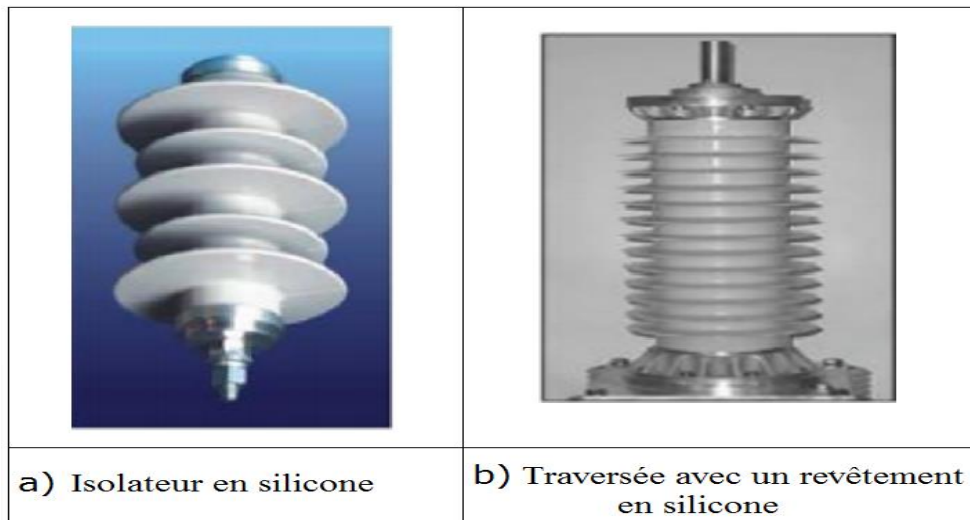 a) Isolateur en silicone
b) Traversée avec un revêtement
en silicone